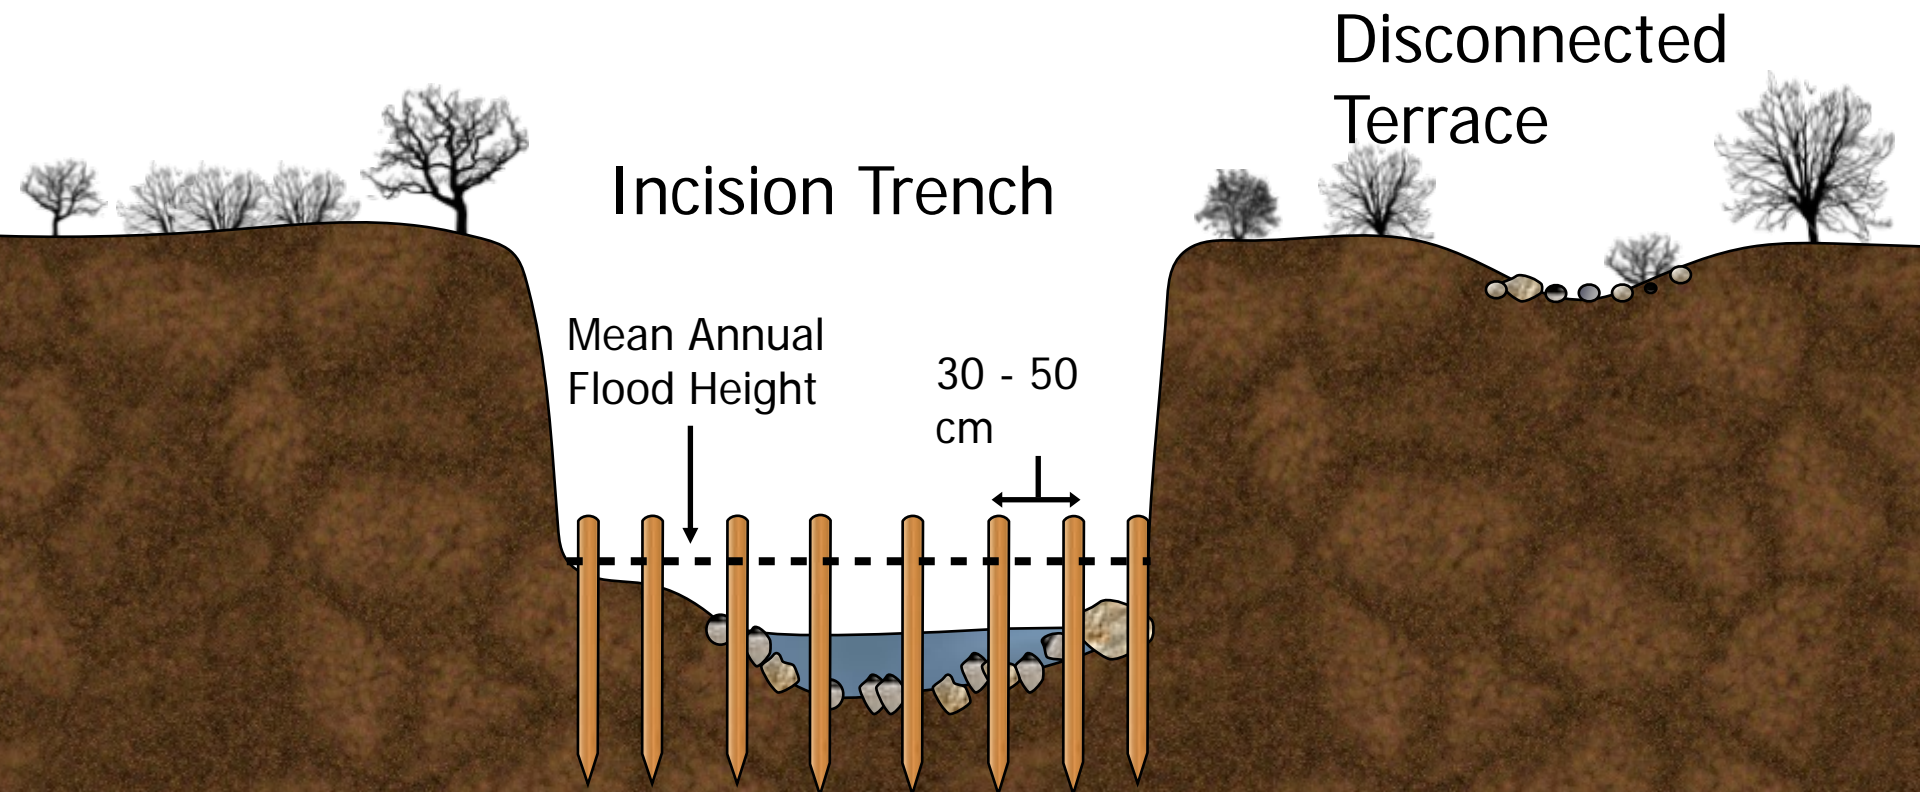 Disconnected
Terrace
Incision Trench
Mean Annual
Flood Height
30 - 50
cm